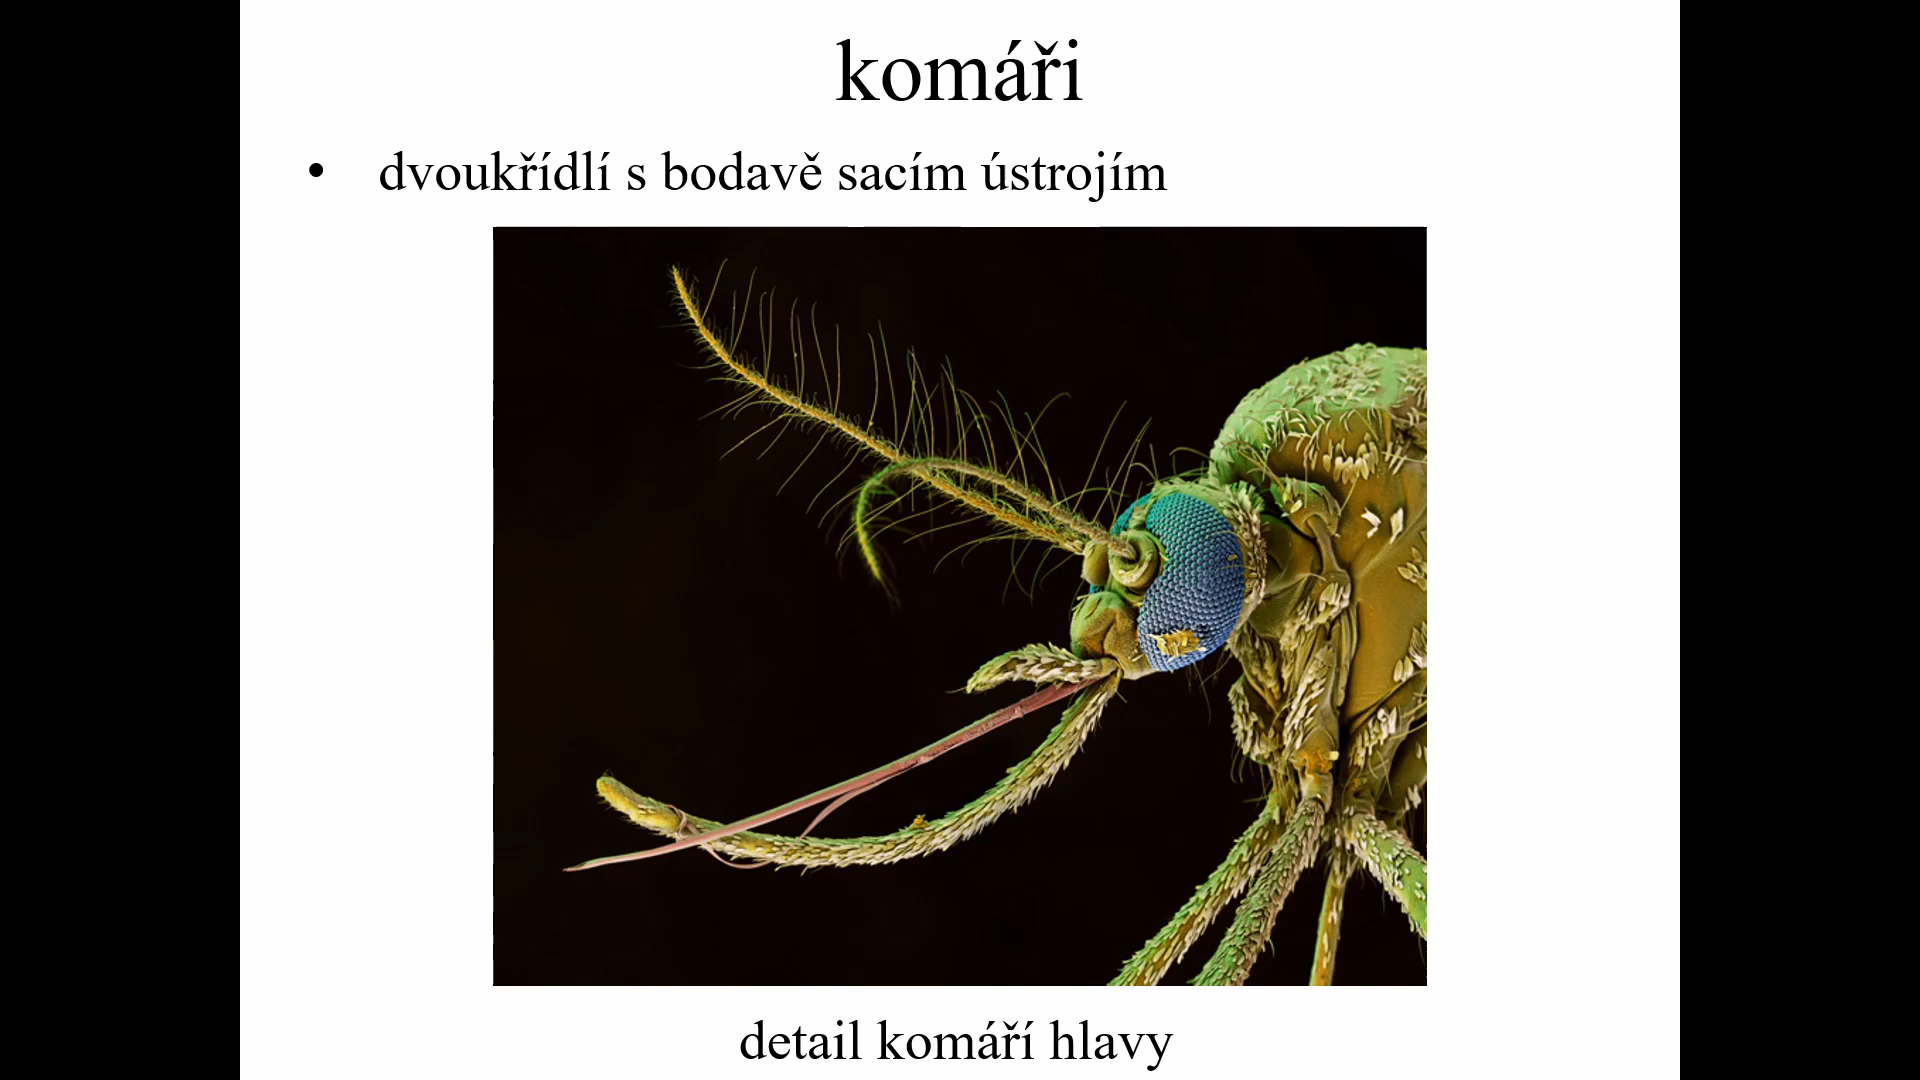 komáři
• dvoukřídlí s bodavě sacím ústrojím
detail komáří hlavy